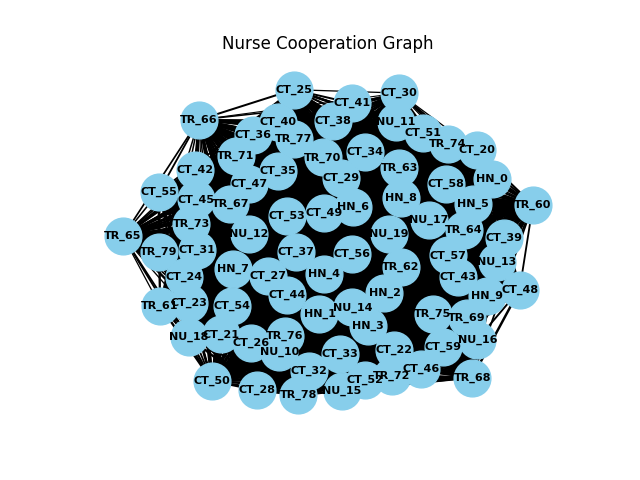 Nurse Cooperation Graph
CT_25
CT_30
CT_41
TR_66
CT_40
CT_38
NU_11
CT_36
TR_77
CT_51
TR_74
CT_20
TR_71
TR_70
CT_34
CT_42
CT_35
CT_29
TR_63
HN_0
CT_55
CT_45
CT_47
CT_58
TR_67
HN_6
HN_8
HN_5
TR_60
TR_73
CT_53
CT_49
NU_17
TR_65
NU_12
NU_19
TR_64
CT_39
TR_79
CT_31
CT_37
CT_56
CT_57
NU_13
HN_7
CT_27
HN_4
TR_62
CT_24
CT_43
CT_44
HN_2
HN_9
CT_48
TR_61
CT_23
CT_54
HN_1
NU_14
TR_75
TR_69
NU_18
CT_21
CT_26
TR_76
HN_3
NU_10
CT_33
CT_22
CT_59
NU_16
CT_50
CT_32
CT_28
TR_78
NU_15
CT_52
TR_72
CT_46
TR_68